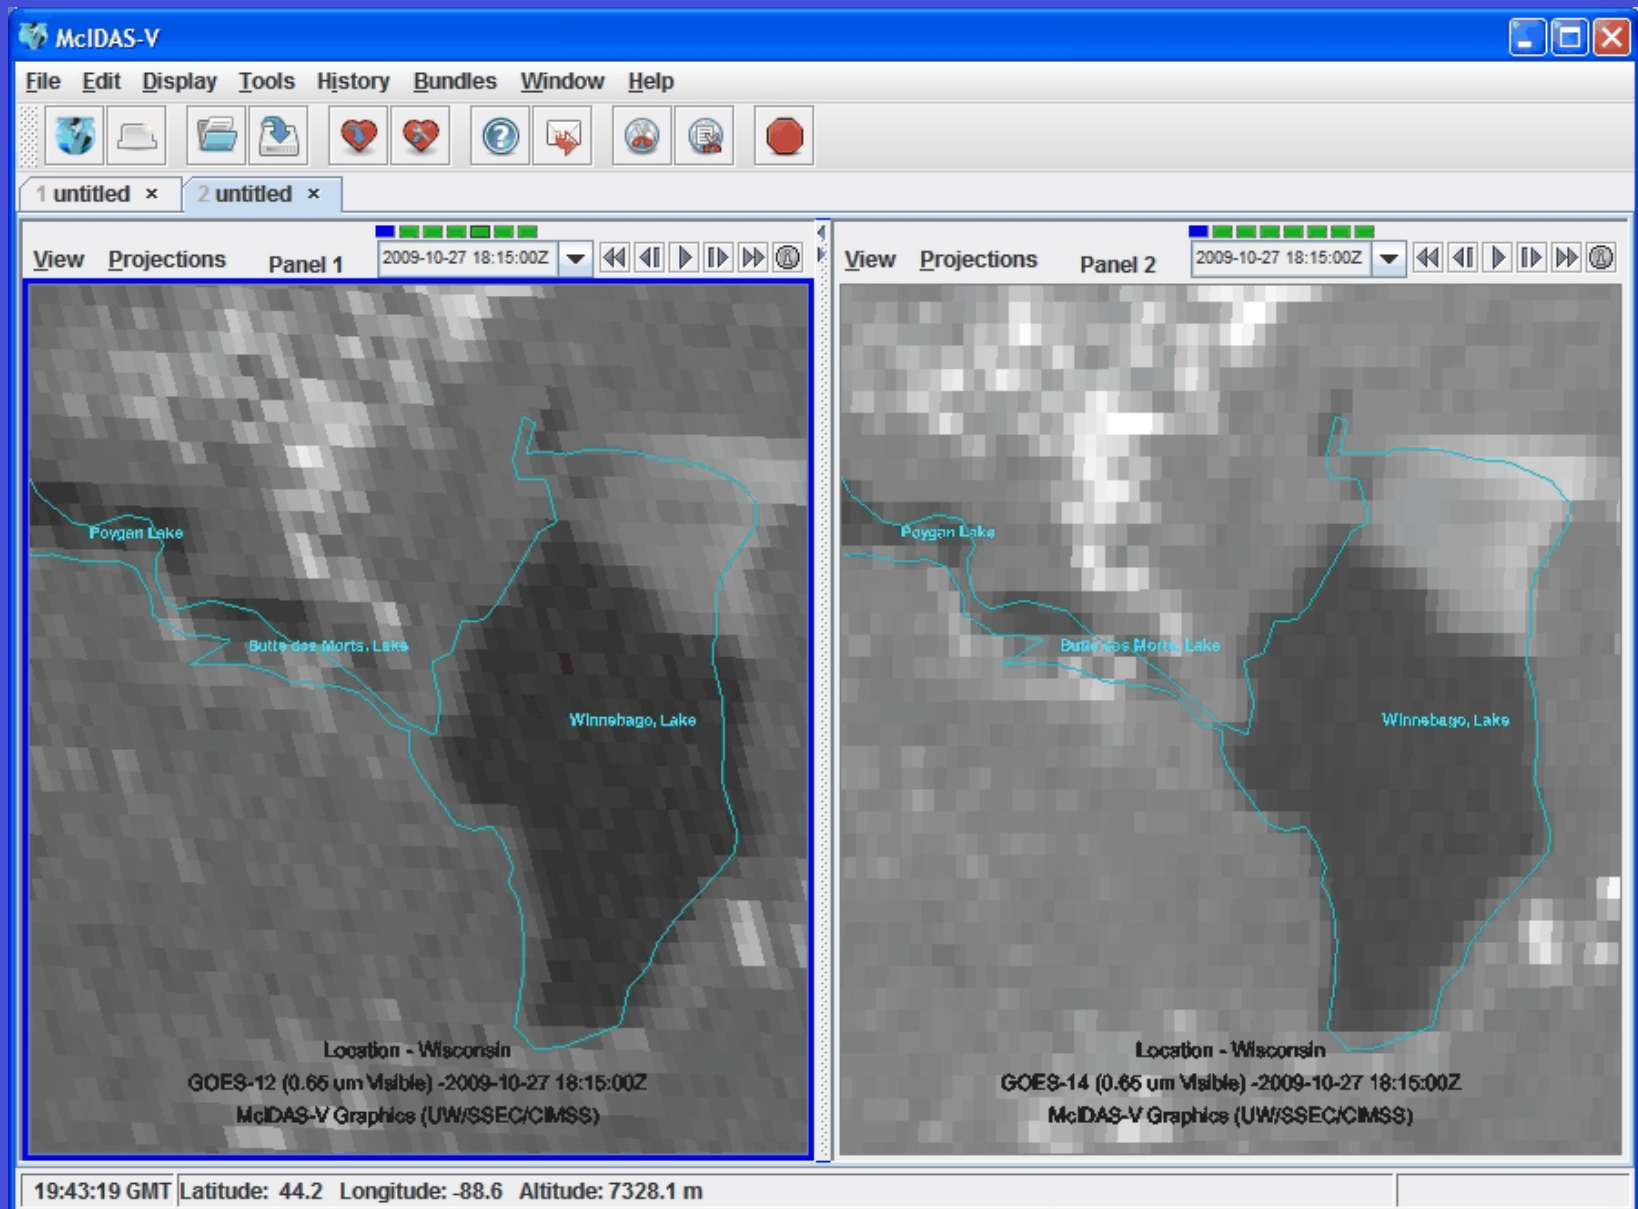 McIDAS-V
File Edit Display Tools History Bundles Window Help
1 untitled × 2 untitled ×
View Projections Panel 1 2009-10-27 18:15:00Z
Poygan Lake
Butte des Morts, Lake
Winnebago, Lake
Location - Wisconsin
GOES-12 (0.65 um Visible) -2009-10-27 18:15:00Z
McIDAS-V Graphics (UW/SSEC/CIMSS)
View Projections Panel 2 2009-10-27 18:15:00Z
Poygan Lake
Butte des Morts, Lake
Winnebago, Lake
Location - Wisconsin
GOES-14 (0.65 um Visible) -2009-10-27 18:15:00Z
McIDAS-V Graphics (UW/SSEC/CIMSS)
19:43:19 GMT Latitude: 44.2 Longitude: -88.6 Altitude: 7328.1 m